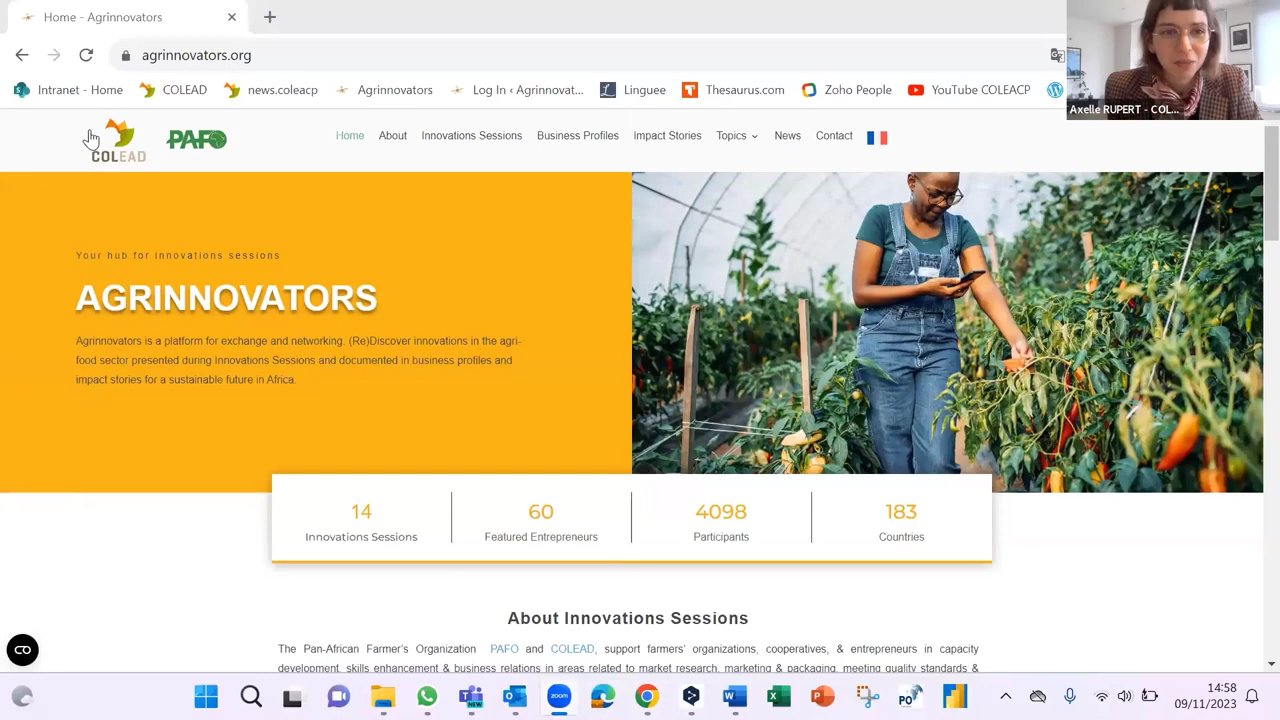 Home - Agrinnovators
agrinnovators.org
Intranet - Home COLEAD news.coleacp Agrinnovators Log In ‹ Agrinnovat... Linguee Thesaurus.com Zoho People YouTube COLEACP
Axelle RUPERT - COL...
COLEAD PAFO Home About Innovations Sessions Business Profiles Impact Stories Topics News Contact
Your hub for innovations sessions
AGRINNOVATORS
Agrinnovators is a platform for exchange and networking. (Re)Discover innovations in the agri-
food sector presented during Innovations Sessions and documented in business profiles and
impact stories for a sustainable future in Africa.
14 60 4098 183
Innovations Sessions Featured Entrepreneurs Participants Countries
About Innovations Sessions
The Pan-African Farmer's Organization PAFO and COLEAD, support farmers' organizations, cooperatives, & entrepreneurs in capacity
development, skills enhancement & business relations in areas related to market research, marketing & packaging, meeting quality standards &
zoom
NEW
14:58
09/11/2023